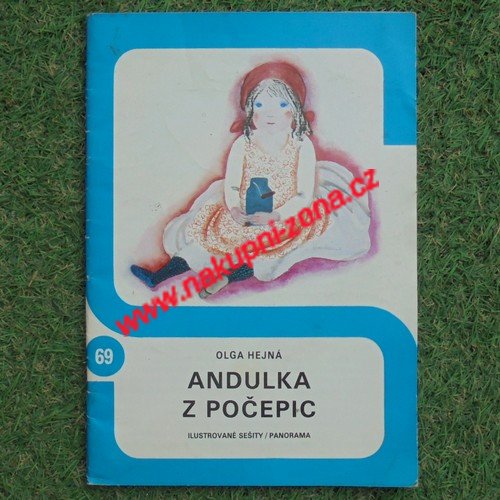 www.nakupni-zona.cz
69
OLGA HEJNÁ
ANDULKA
Z POČEPIC
ILUSTROVANÉ SEŠITY / PANORAMA